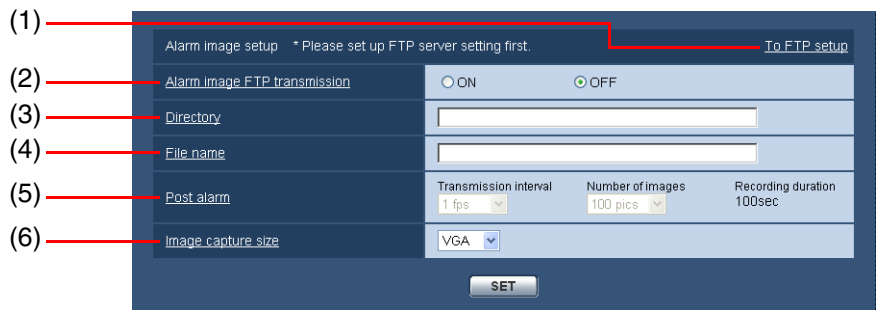 (1)
Alarm image setup * Please set up FTP server setting first. To FTP setup
(2) Alarm image FTP transmission ON OFF
(3) Directory
(4) File name
(5) Post alarm Transmission interval Number of images Recording duration
1 fps 100 pics 100sec
(6) Image capture size VGA
SET